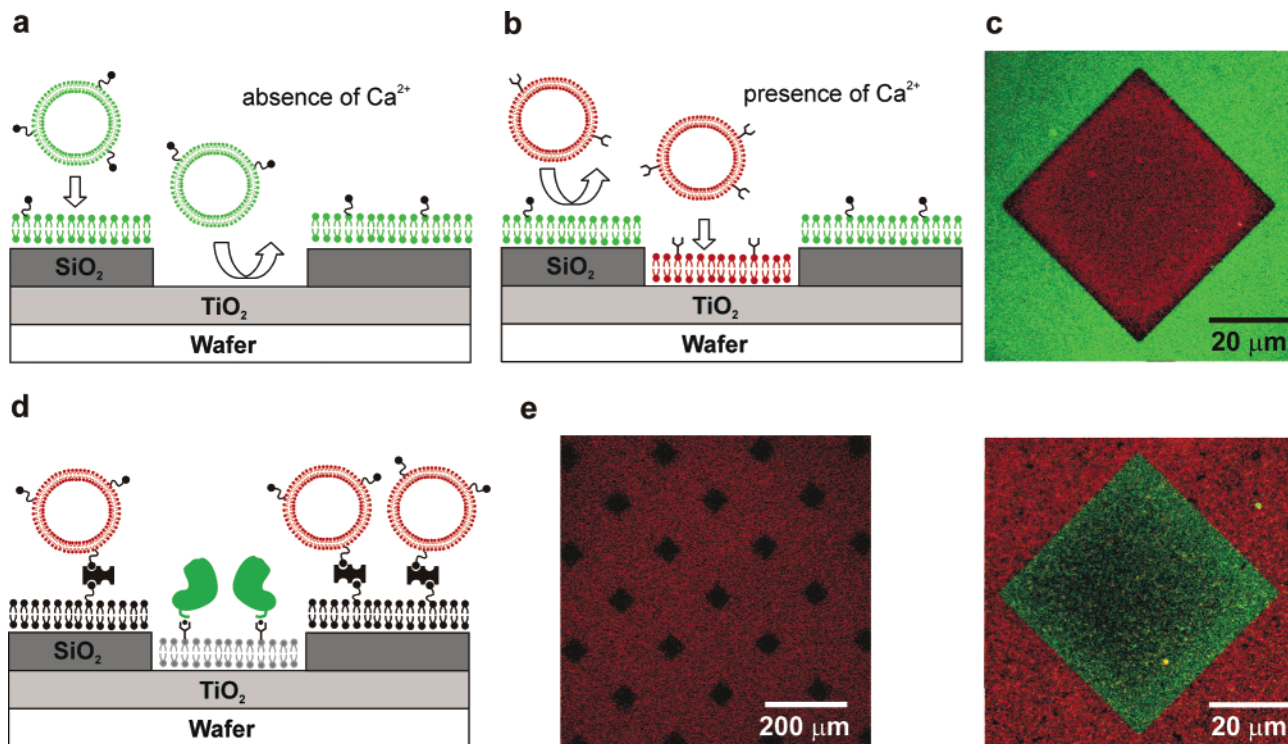 a
absence of Ca²⁺
SiO₂
TiO₂
Wafer
b
presence of Ca²⁺
SiO₂
TiO₂
Wafer
c
20 μm
d
SiO₂
TiO₂
Wafer
e
200 μm
20 μm